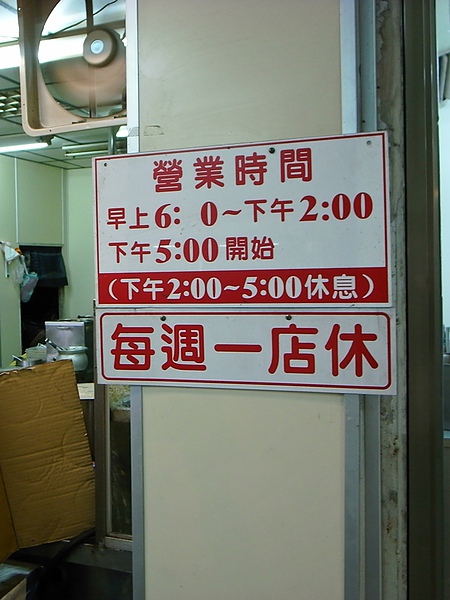 營業時間
早上6: 0~下午2:00
下午5:00開始
(下午2:00~5:00休息)
每週一店休